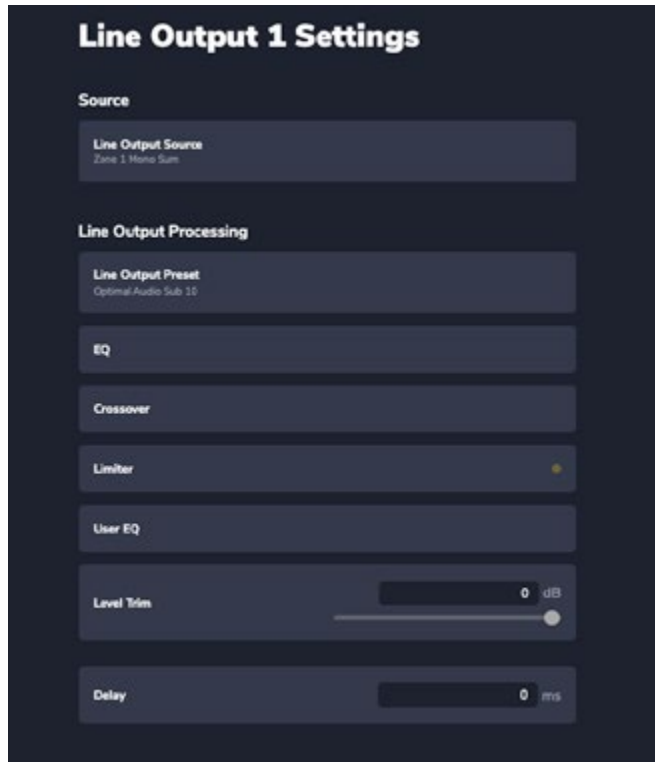 Line Output 1 Settings
Source
Line Output Source
Zone 1 Mono Sum
Line Output Processing
Line Output Preset
Optimal Audio Sub 10
EQ
Crossover
Limiter
User EQ
Level Trim
0 dB
Delay
0 ms